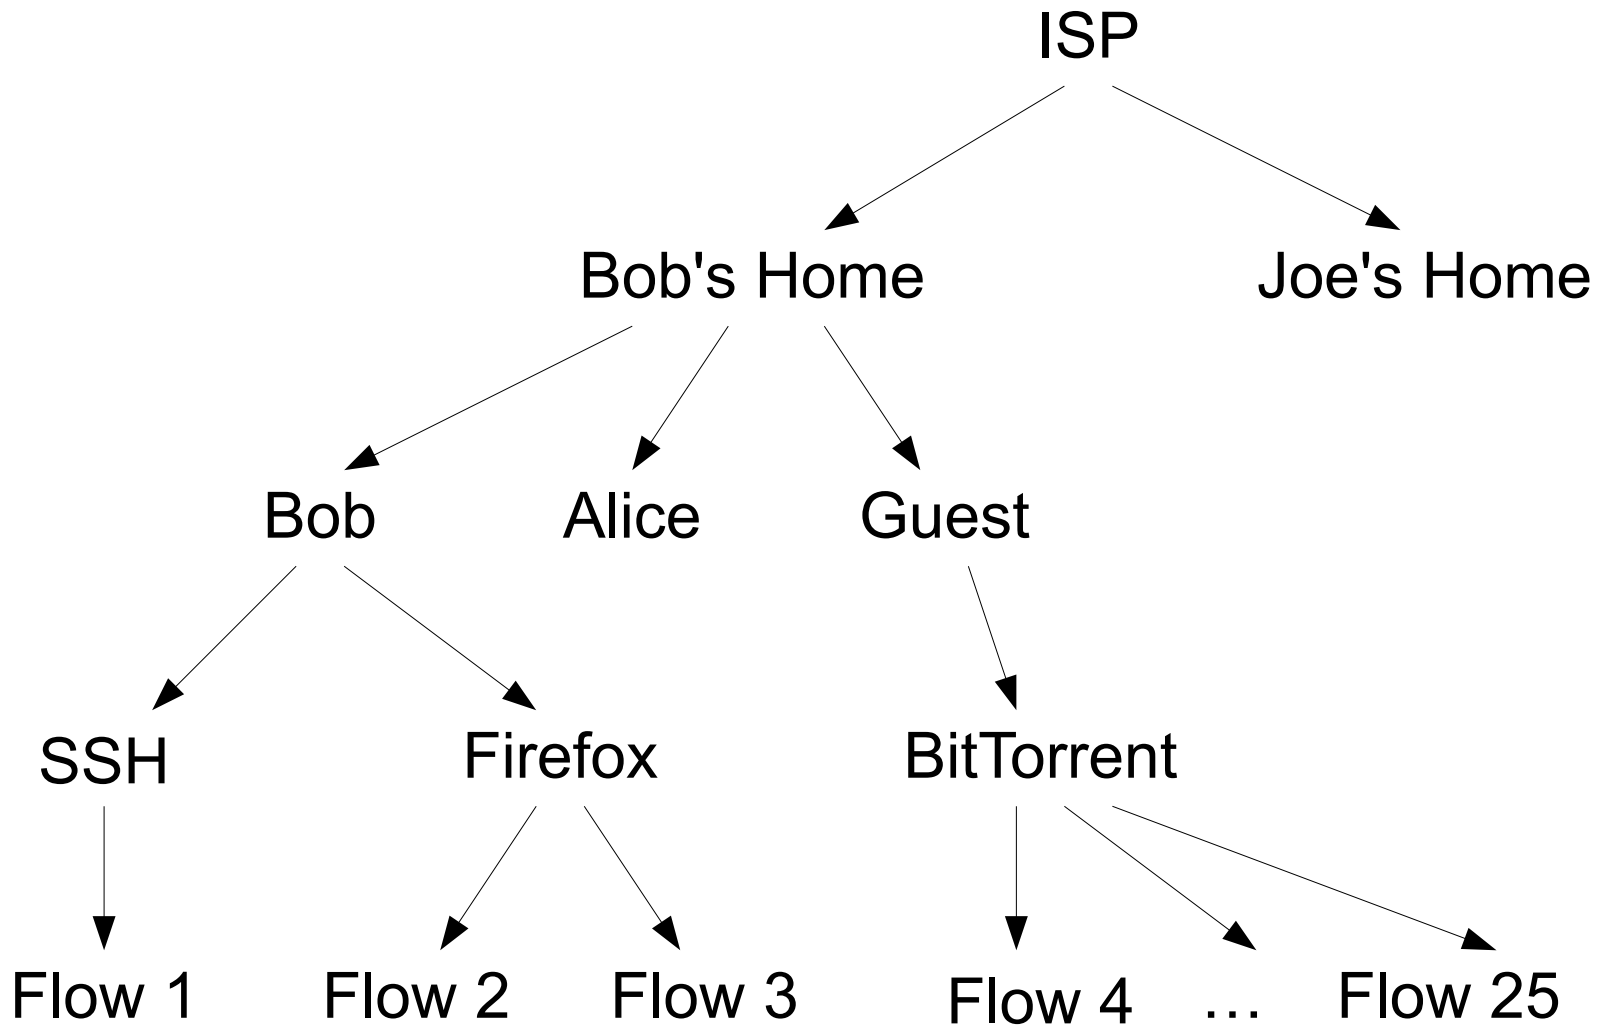 ISP
Bob's Home
Joe's Home
Bob
Alice
Guest
SSH
Firefox
BitTorrent
Flow 1
Flow 2
Flow 3
Flow 4
...
Flow 25